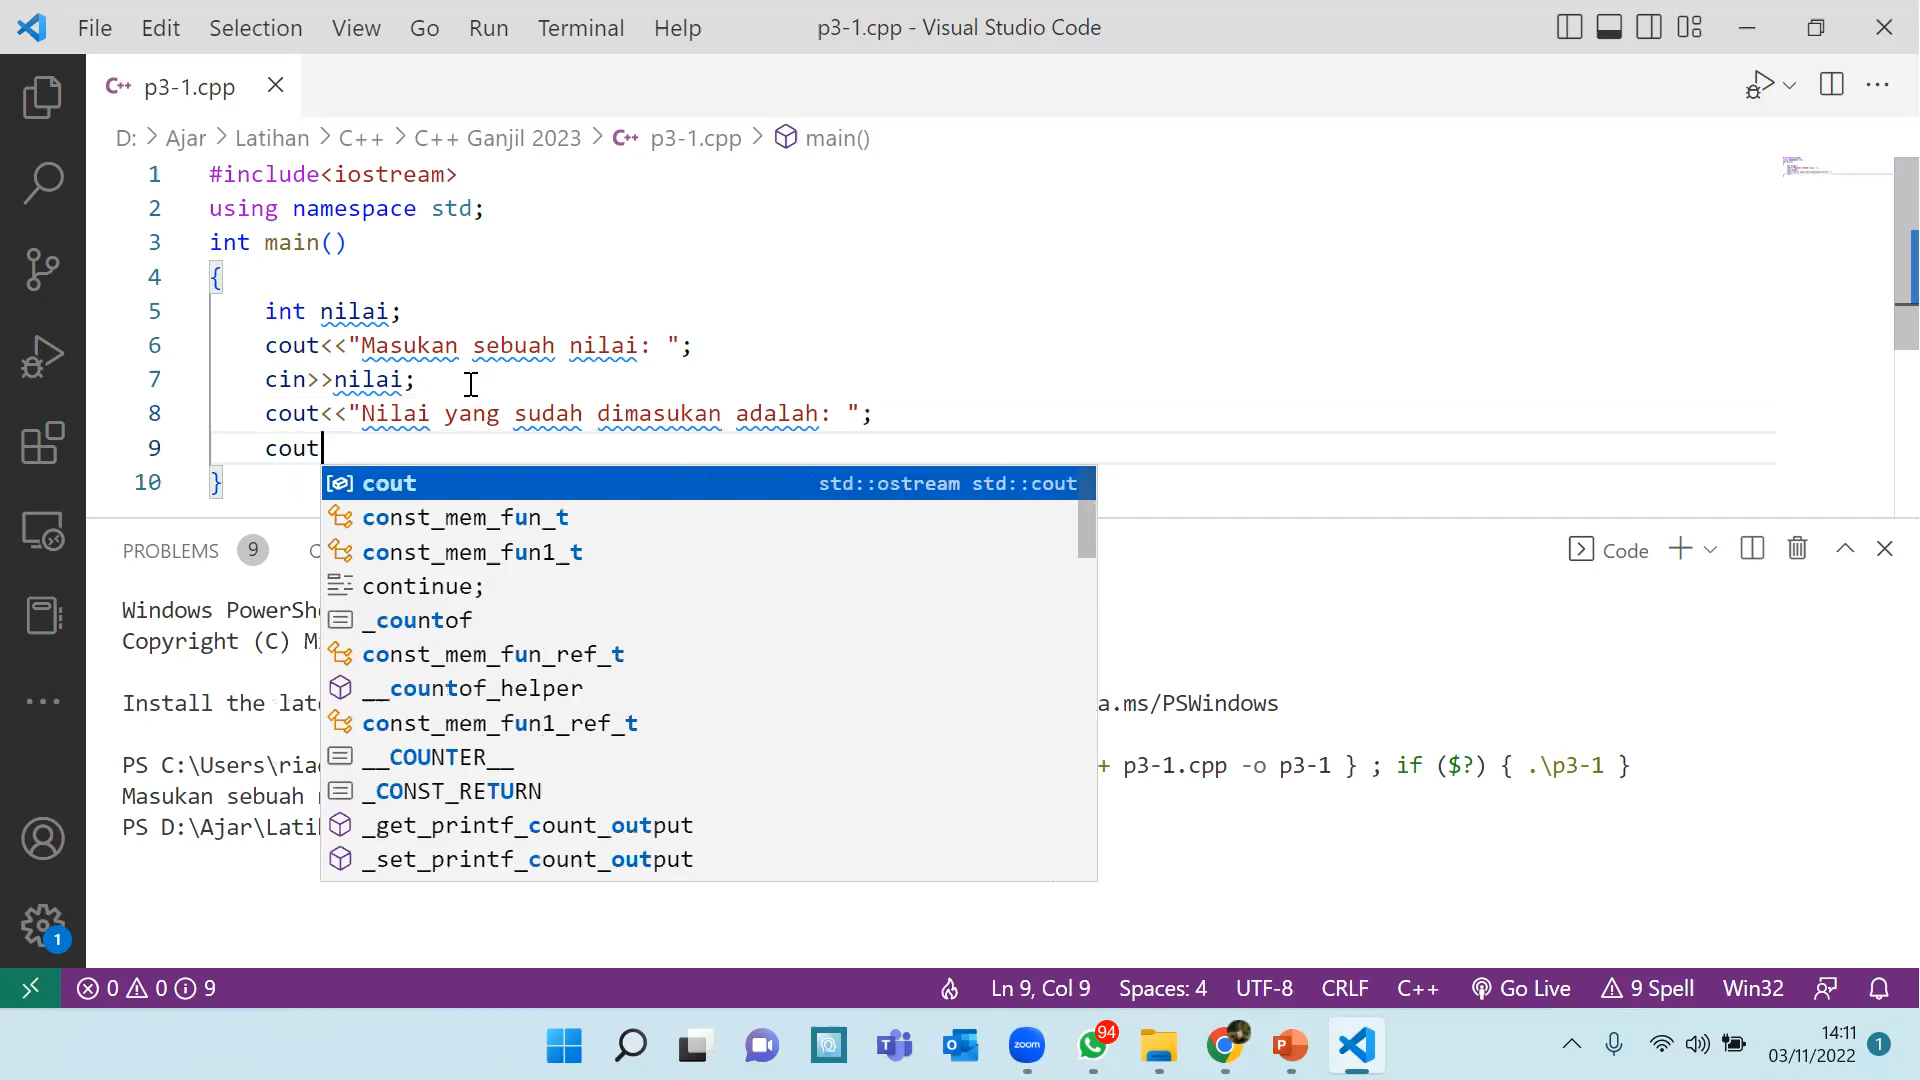 File Edit Selection View Go Run Terminal Help p3-1.cpp - Visual Studio Code
C++ p3-1.cpp
D: > Ajar > Latihan > C++ > C++ Ganjil 2023 > C++ p3-1.cpp > main()
1 #include<iostream>
2 using namespace std;
3 int main()
4 {
5 int nilai;
6 cout<<"Masukan sebuah nilai: ";
7 cin>>nilai;
8 cout<<"Nilai yang sudah dimasukan adalah: ";
9 cout
10 }
cout std::ostream std::cout
const_mem_fun_t
const_mem_fun1_t
continue;
_countof
const_mem_fun_ref_t
__countof_helper
const_mem_fun1_ref_t
__COUNTER__
_CONST_RETURN
_get_printf_count_output
_set_printf_count_output
PROBLEMS 9 Code
Windows PowerSh
Copyright (C) M
Install the lat a.ms/PSWindows
PS C:\Users\ria + p3-1.cpp -o p3-1 } ; if ($?) { .\p3-1 }
Masukan sebuah
PS D:\Ajar\Lati
1
0 0 9 Ln 9, Col 9 Spaces: 4 UTF-8 CRLF C++ Go Live 9 Spell Win32
zoom 94
14:11
03/11/2022 1